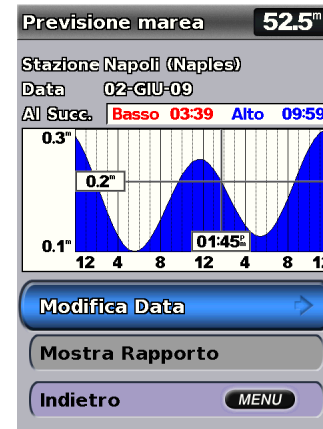 Previsione marea 52.5m
Stazione Napoli (Naples)
Data 02-GIU-09
Al Succ. Basso 03:39 Alto 09:59
0.3m
0.2m
0.1m
01:45 P m
12 4 8 12 4 8
Modifica Data
Mostra Rapporto
Indietro MENU